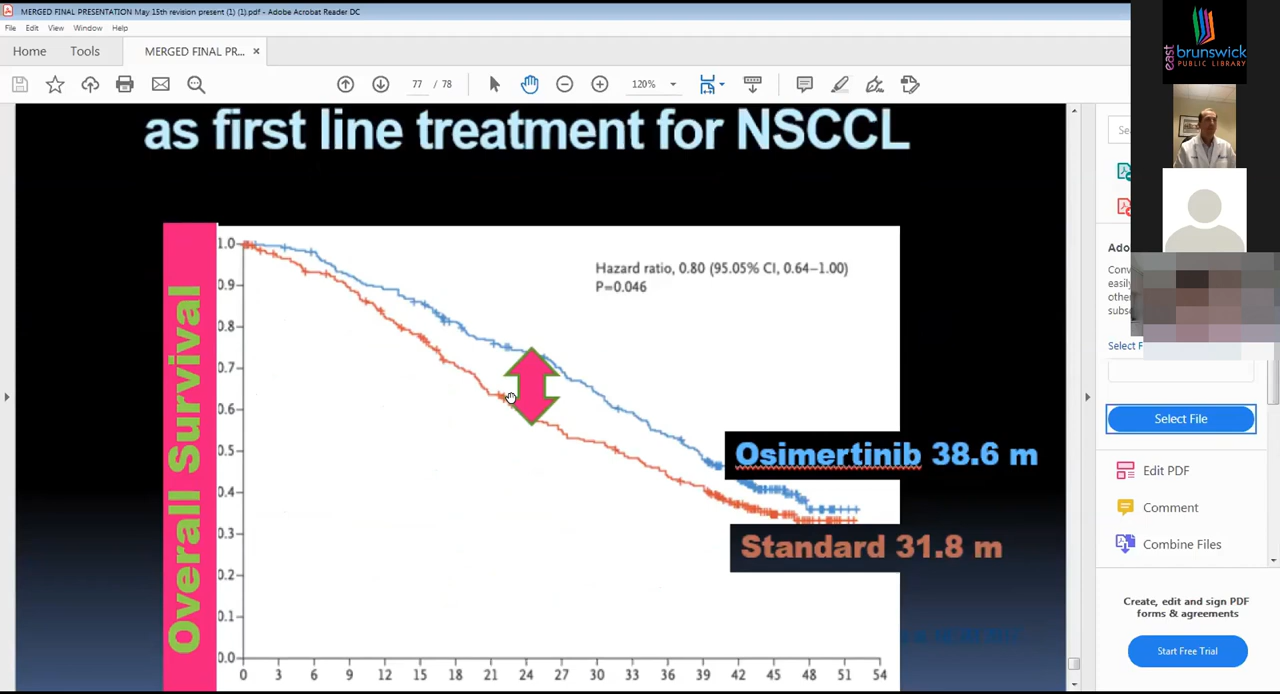 MERGED FINAL PRESENTATION May 15th revision present (1) (1).pdf - Adobe Acrobat Reader DC
File Edit View Window Help
Home Tools MERGED FINAL PR... ×
77 / 78 120%
as first line treatment for NSCCL
Overall Survival
Hazard ratio, 0.80 (95.05% CI, 0.64–1.00)
P=0.046
1.0
0.9
0.8
0.7
0.6
0.5
0.4
0.3
0.2
0.1
0.0
Osimertinib 38.6 m
Standard 31.8 m
0 3 6 9 12 15 18 21 24 27 30 33 36 39 42 45 48 51 54
east
brunswick
PUBLIC LIBRARY
Ado
Conv
easily
other
subsc
Select F
Select File
Edit PDF
Comment
Combine Files
Create, edit and sign PDF
forms & agreements
Start Free Trial